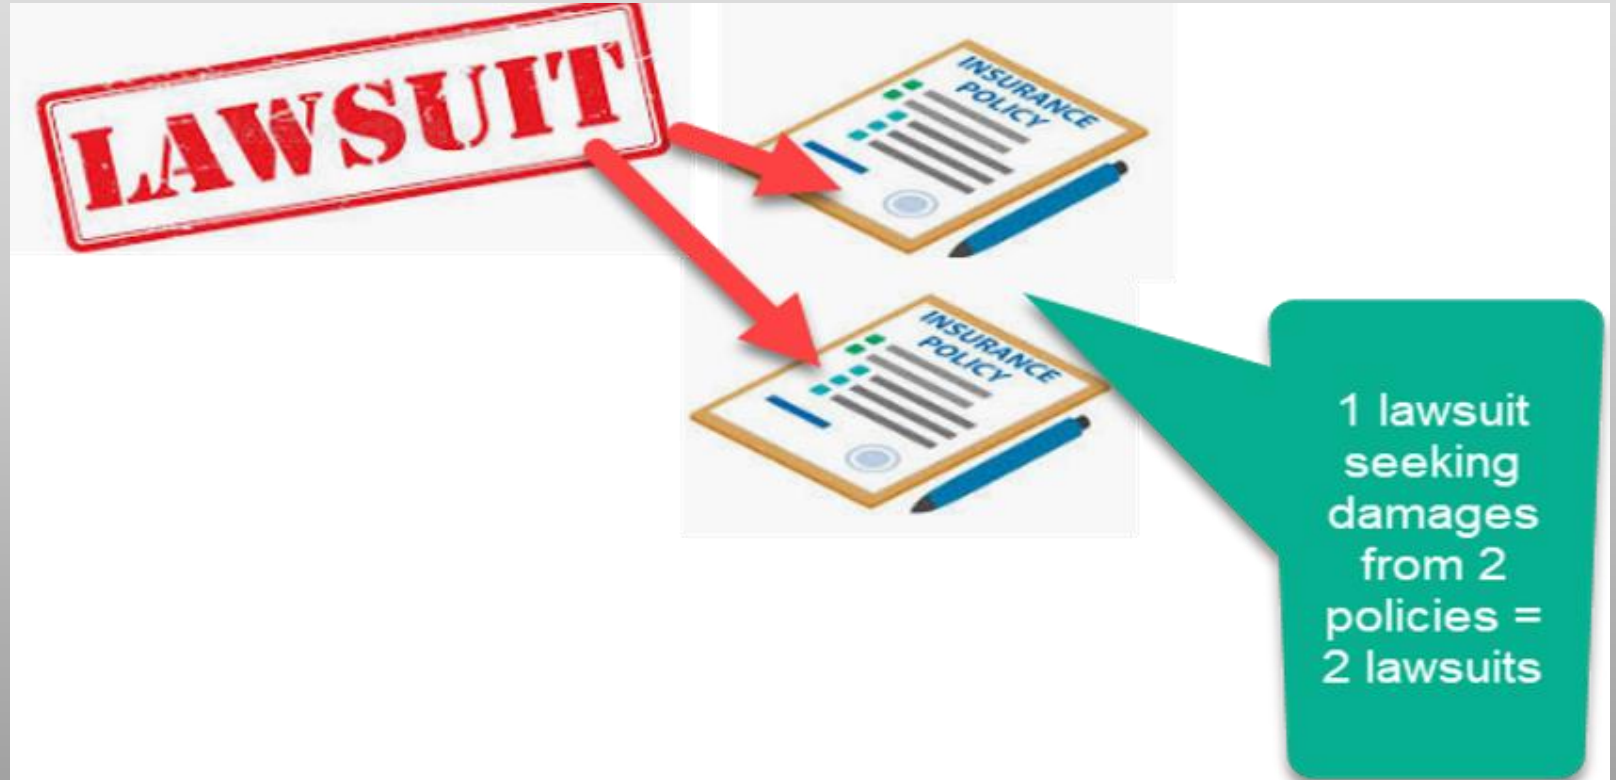 LAWSUIT
INSURANCE
POLICY
INSURANCE
POLICY
1 lawsuit
seeking
damages
from 2
policies =
2 lawsuits